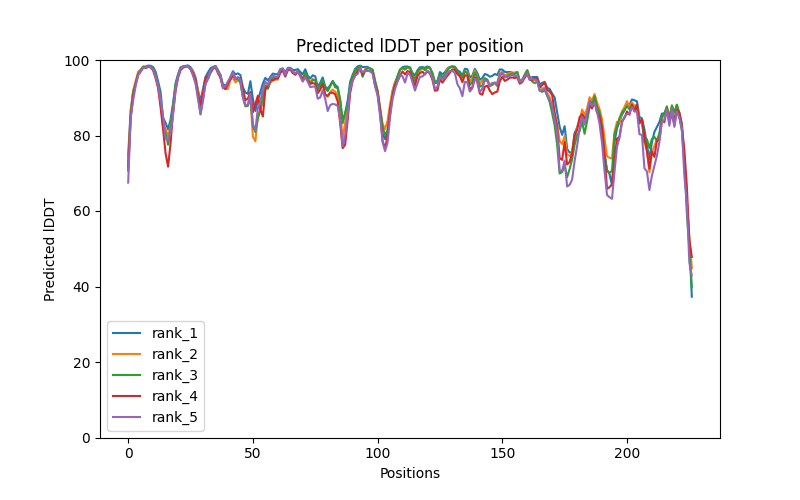 Predicted lDDT per position
Predicted lDDT
100
80
60
40
20
0
rank_1
rank_2
rank_3
rank_4
rank_5
0 50 100 150 200
Positions